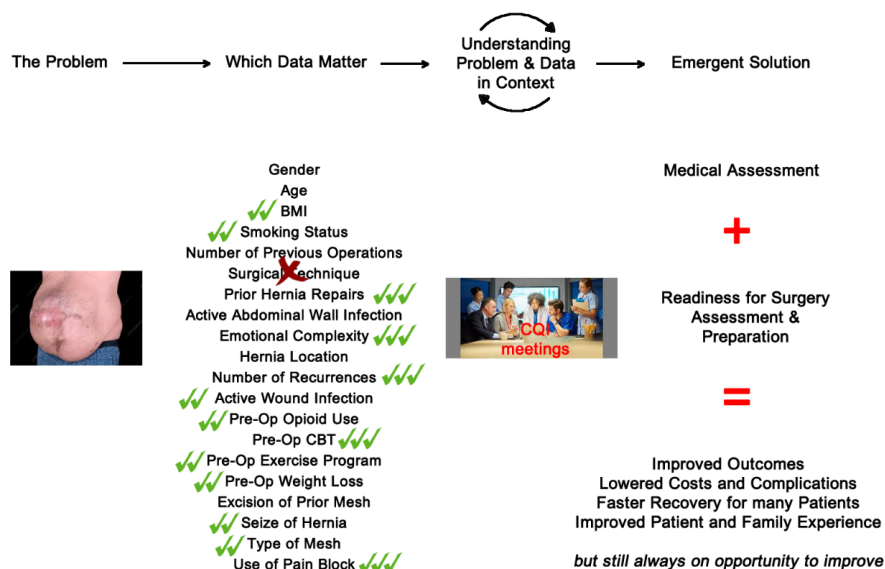 The Problem
Which Data Matter
Understanding
Problem & Data
in Context
Emergent Solution
Gender
Age
BMI
Smoking Status
Number of Previous Operations
Surgical Technique
Prior Hernia Repairs
Active Abdominal Wall Infection
Emotional Complexity
Hernia Location
Number of Recurrences
Active Wound Infection
Pre-Op Opioid Use
Pre-Op CBT
Pre-Op Exercise Program
Pre-Op Weight Loss
Excision of Prior Mesh
Seize of Hernia
Type of Mesh
Use of Pain Block
CQI
meetings
Medical Assessment
+
Readiness for Surgery
Assessment &
Preparation
=
Improved Outcomes
Lowered Costs and Complications
Faster Recovery for many Patients
Improved Patient and Family Experience
but still always on opportunity to improve